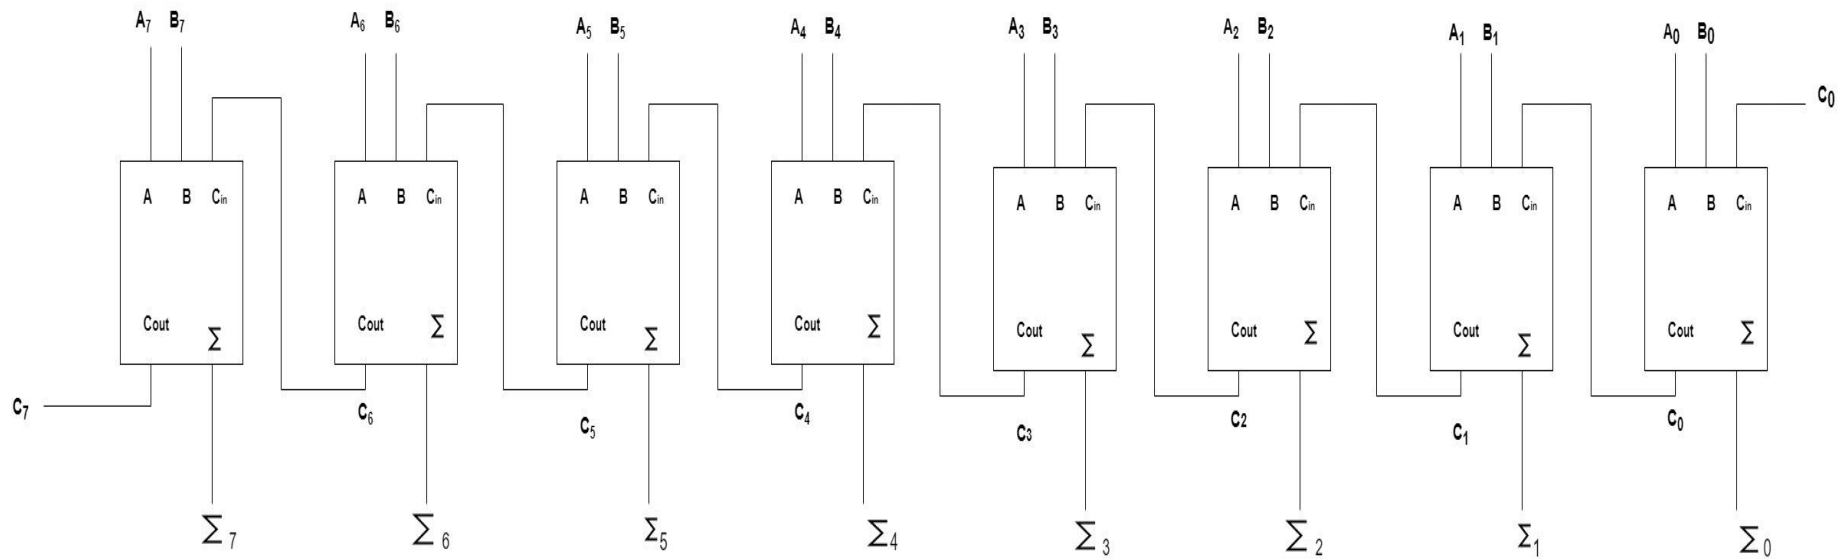 A₇ B₇ A₆ B₆ A₅ B₅ A₄ B₄ A₃ B₃ A₂ B₂ A₁ B₁ A₀ B₀
C₀
A B Cin A B Cin A B Cin A B Cin A B Cin A B Cin A B Cin A B Cin
Cout Σ Cout Σ Cout Σ Cout Σ Cout Σ Cout Σ Cout Σ Cout Σ
C₇ C₆ C₅ C₄ C₃ C₂ C₁ C₀
Σ₇ Σ₆ Σ₅ Σ₄ Σ₃ Σ₂ Σ₁ Σ₀